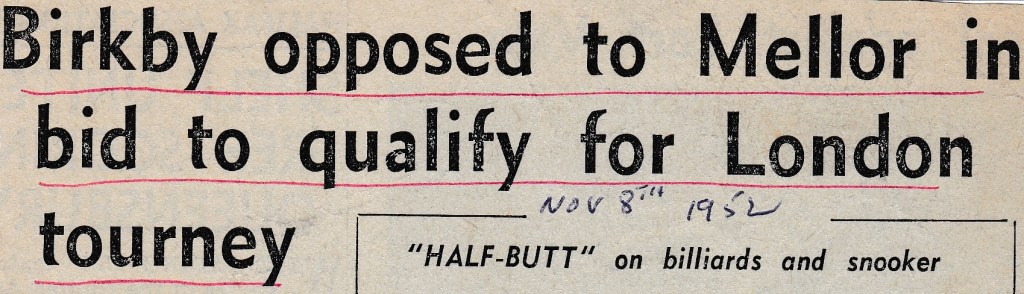 Birkby opposed to Mellor in
bid to qualify for London
tourney
NOV 8TH 1952
"HALF-BUTT" on billiards and snooker